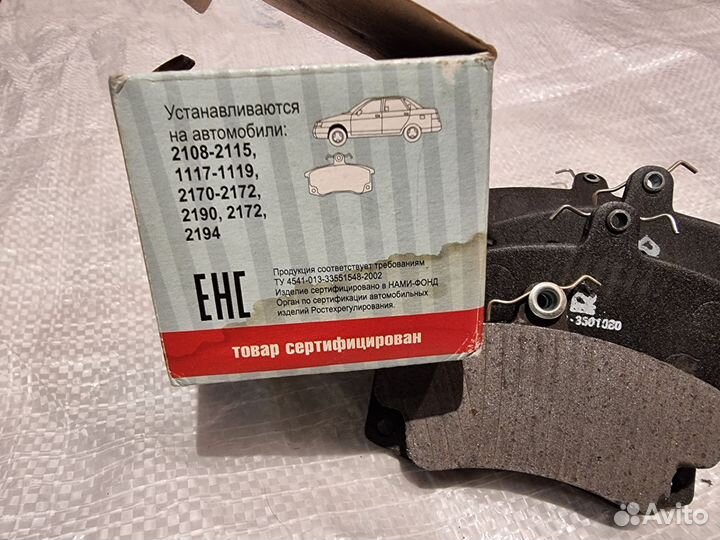 Устанавливаются
на автомобили:
2108-2115,
1117-1119,
2170-2172,
2190, 2172,
2194
EHC
Продукция соответствует требованиям
ТУ 4541-013-33551548-2002
Изделие сертифицировано в НАМИ-ФОНД
Орган по сертификации автомобильных
изделий Ростехрегулирования.
товар сертифицирован
-3501080
Avito